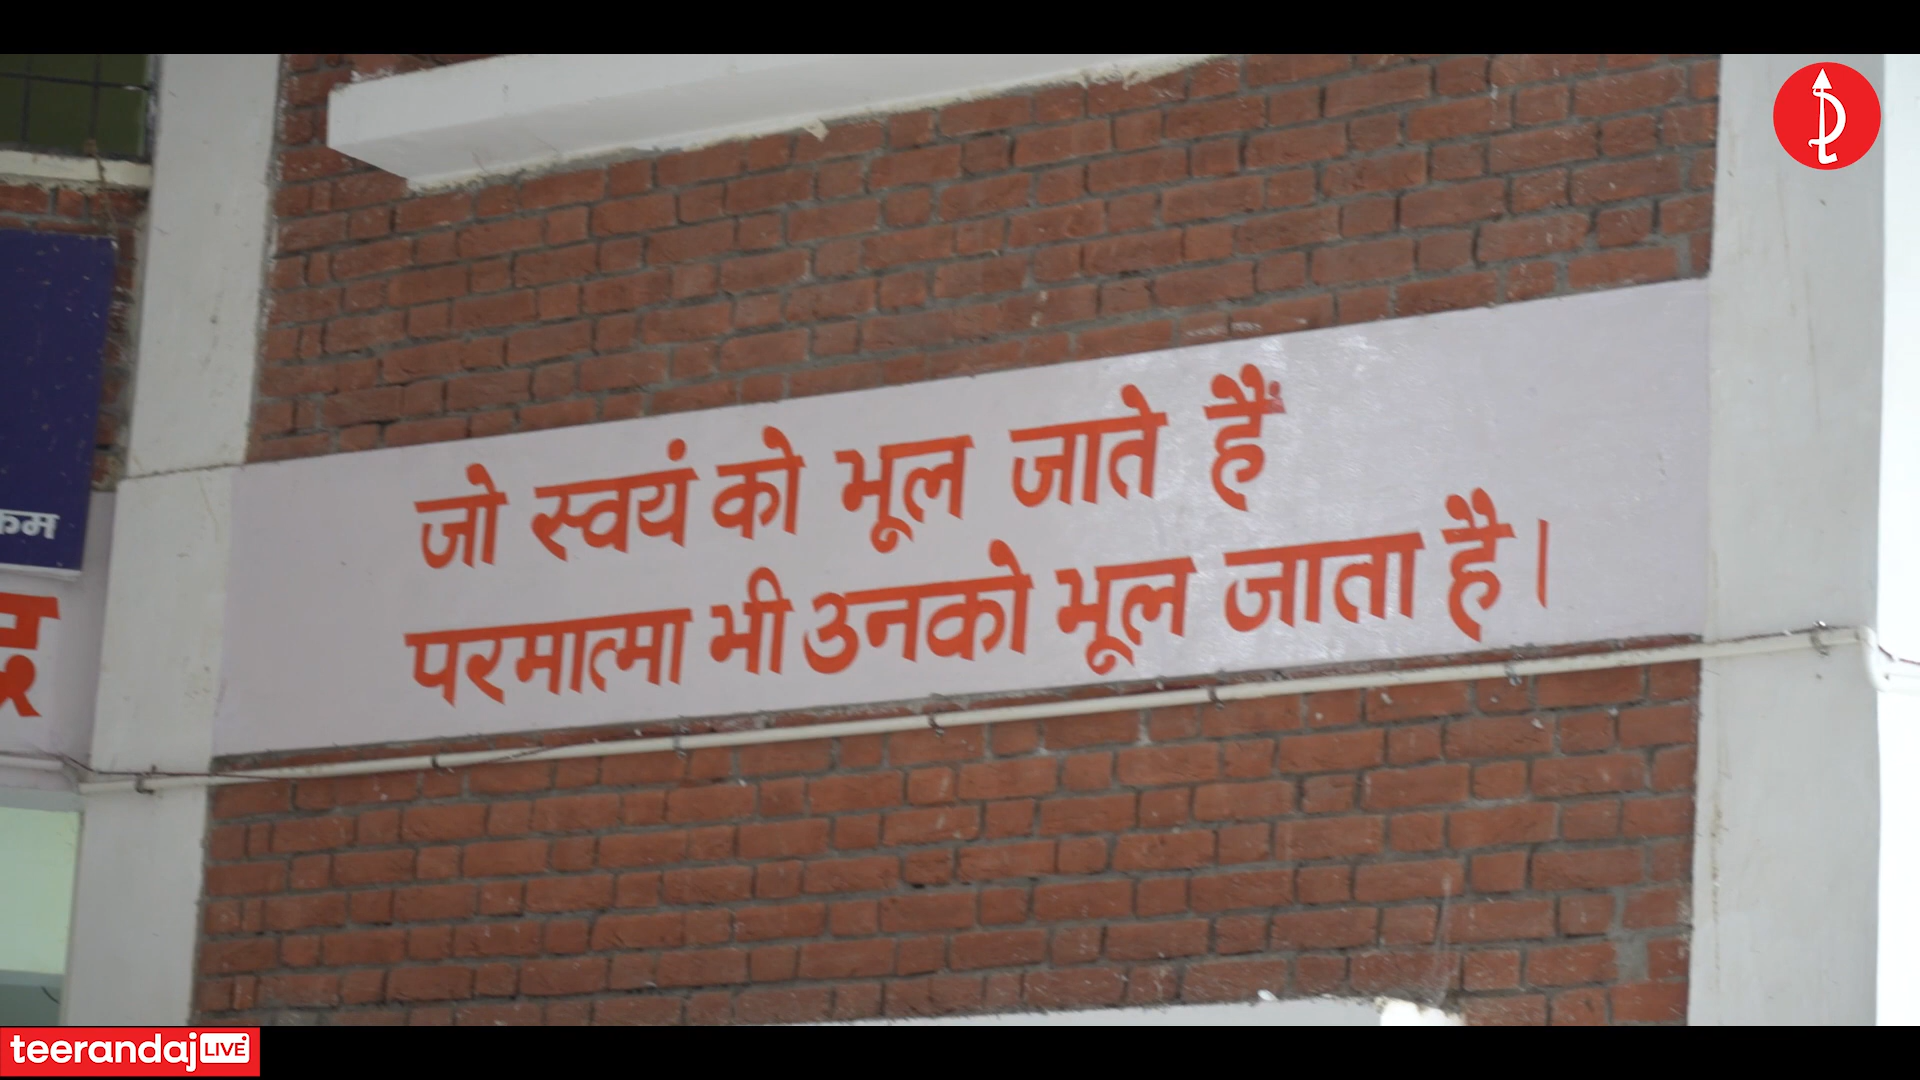 जो स्वयं को भूल जाते हैं
परमात्मा भी उनको भूल जाता है।
teerandaj LIVE